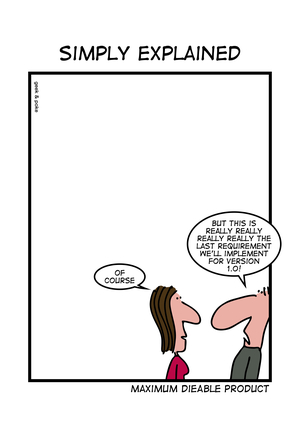 SIMPLY EXPLAINED
geek & poke
BUT THIS IS
REALLY REALLY
REALLY REALLY THE
LAST REQUIREMENT
WE'LL IMPLEMENT
FOR VERSION
1.0!
OF
COURSE
MAXIMUM DIEABLE PRODUCT